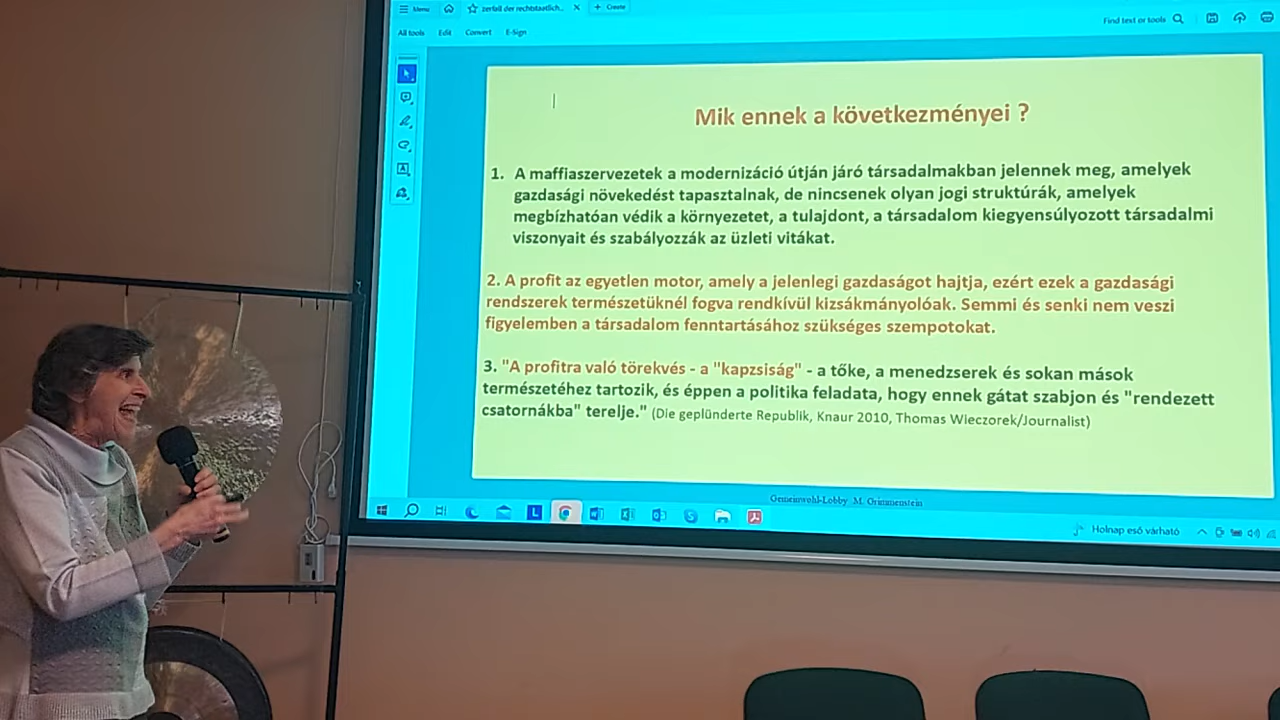 Menu
zerfall der rechtstaatlich..
+ Create
Find text or tools
All tools Edit Convert E-Sign
Mik ennek a következményei ?
1. A maffiaszervezetek a modernizáció útján járó társadalmakban jelennek meg, amelyek
gazdasági növekedést tapasztalnak, de nincsenek olyan jogi struktúrák, amelyek
megbízhatóan védik a környezetet, a tulajdont, a társadalom kiegyensúlyozott társadalmi
viszonyait és szabályozzák az üzleti vitákat.
2. A profit az egyetlen motor, amely a jelenlegi gazdaságot hajtja, ezért ezek a gazdasági
rendszerek természetüknél fogva rendkívül kizsákmányolóak. Semmi és senki nem veszi
figyelemben a társadalom fenntartásához szükséges szempotokat.
3. "A profitra való törekvés - a "kapzsiság" - a tőke, a menedzserek és sokan mások
természetéhez tartozik, és éppen a politika feladata, hogy ennek gátat szabjon és "rendezett
csatornákba" terelje." (Die geplünderte Republik, Knaur 2010, Thomas Wieczorek/Journalist)
Gemeinwohl-Lobby M. Grimmenstein
Holnap eső várható